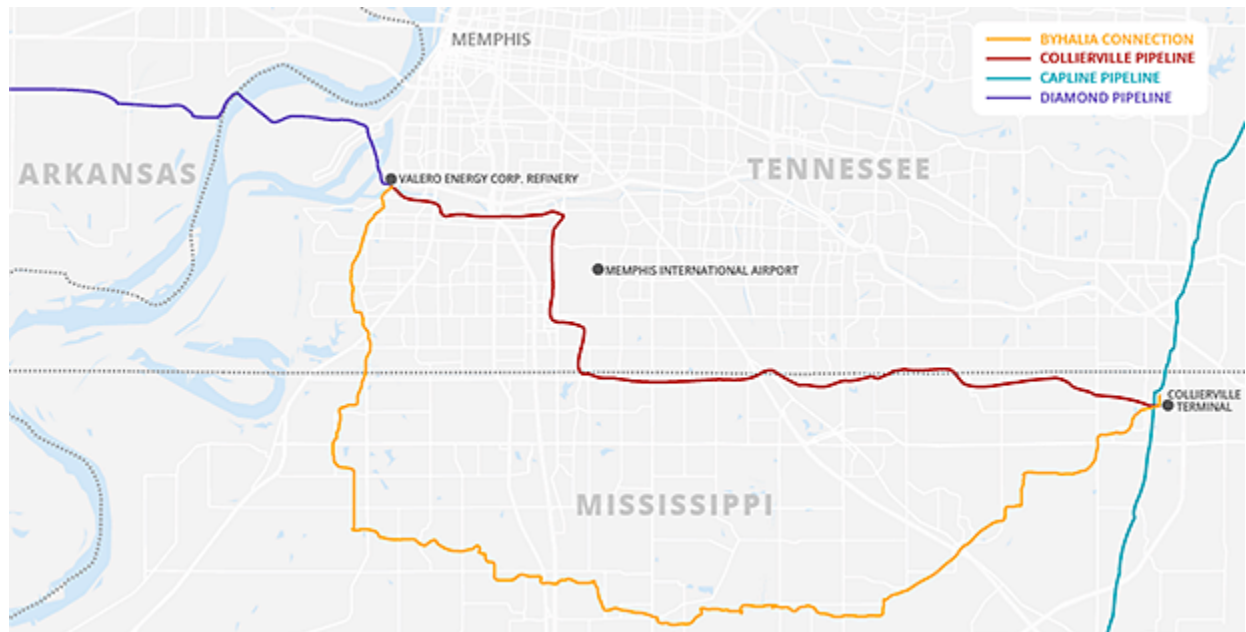 MEMPHIS
BYHALIA CONNECTION
COLLIERVILLE PIPELINE
CAPLINE PIPELINE
DIAMOND PIPELINE
ARKANSAS
TENNESSEE
VALERO ENERGY CORP. REFINERY
MEMPHIS INTERNATIONAL AIRPORT
COLLIERVILLE
TERMINAL
MISSISSIPPI